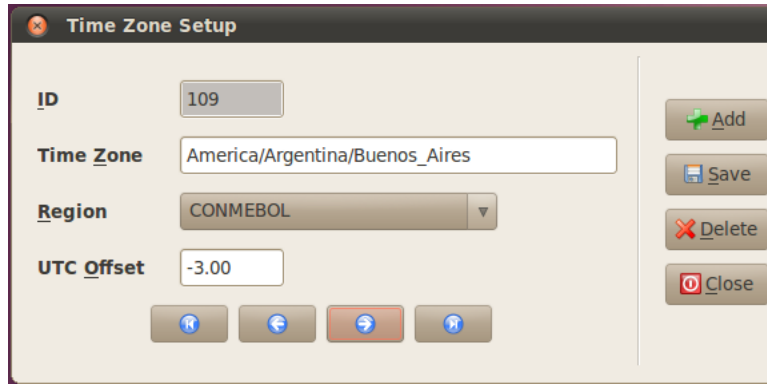 Time Zone Setup
ID 109
Time Zone America/Argentina/Buenos_Aires
Region CONMEBOL
UTC Offset -3.00
Add
Save
Delete
Close